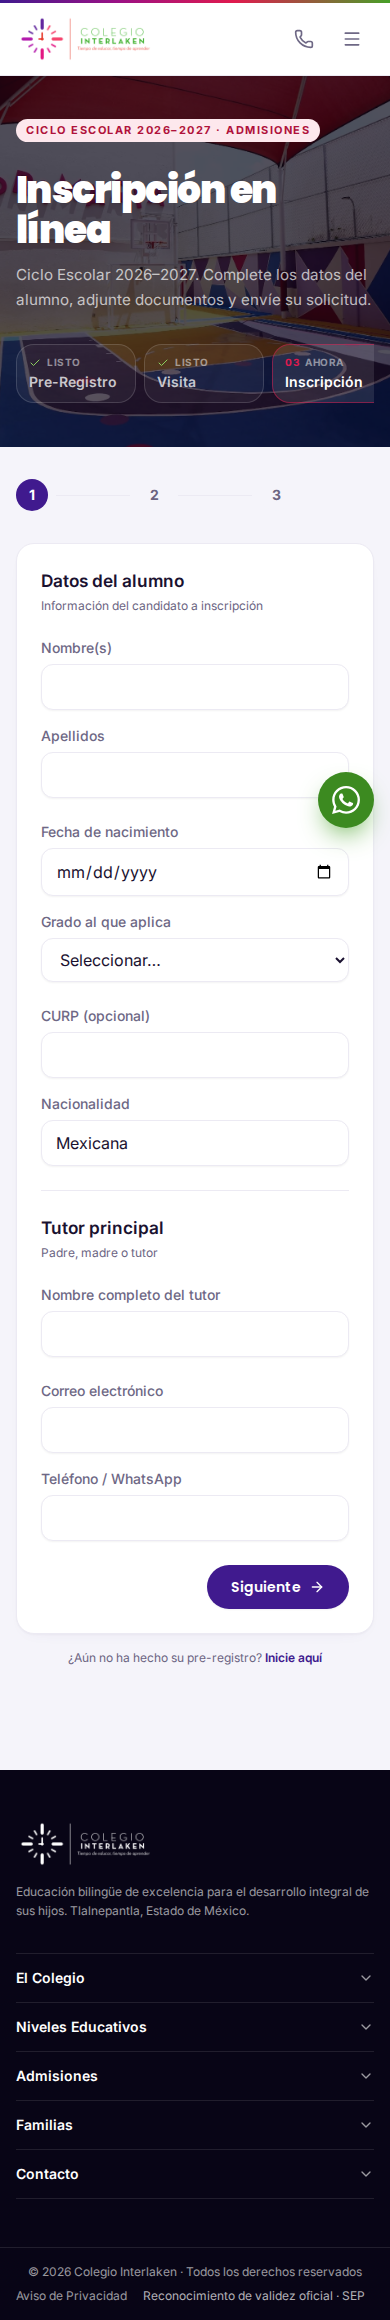 COLEGIO
INTERLAKEN
CICLO ESCOLAR 2026–2027 · ADMISIONES
Inscripción en
línea
Ciclo Escolar 2026–2027. Complete los datos del
alumno, adjunte documentos y envíe su solicitud.
LISTO
Pre-Registro
LISTO
Visita
03 AHORA
Inscripción
1
2
3
Datos del alumno
Información del candidato a inscripción
Nombre(s)
Apellidos
Fecha de nacimiento
mm/dd/yyyy
Grado al que aplica
Seleccionar...
CURP (opcional)
Nacionalidad
Mexicana
Tutor principal
Padre, madre o tutor
Nombre completo del tutor
Correo electrónico
Teléfono / WhatsApp
Siguiente
¿Aún no ha hecho su pre-registro? Inicie aquí
COLEGIO
INTERLAKEN
Educación bilingüe de excelencia para el desarrollo integral de
sus hijos. Tlalnepantla, Estado de México.
El Colegio
Niveles Educativos
Admisiones
Familias
Contacto
© 2026 Colegio Interlaken · Todos los derechos reservados
Aviso de Privacidad Reconocimiento de validez oficial · SEP